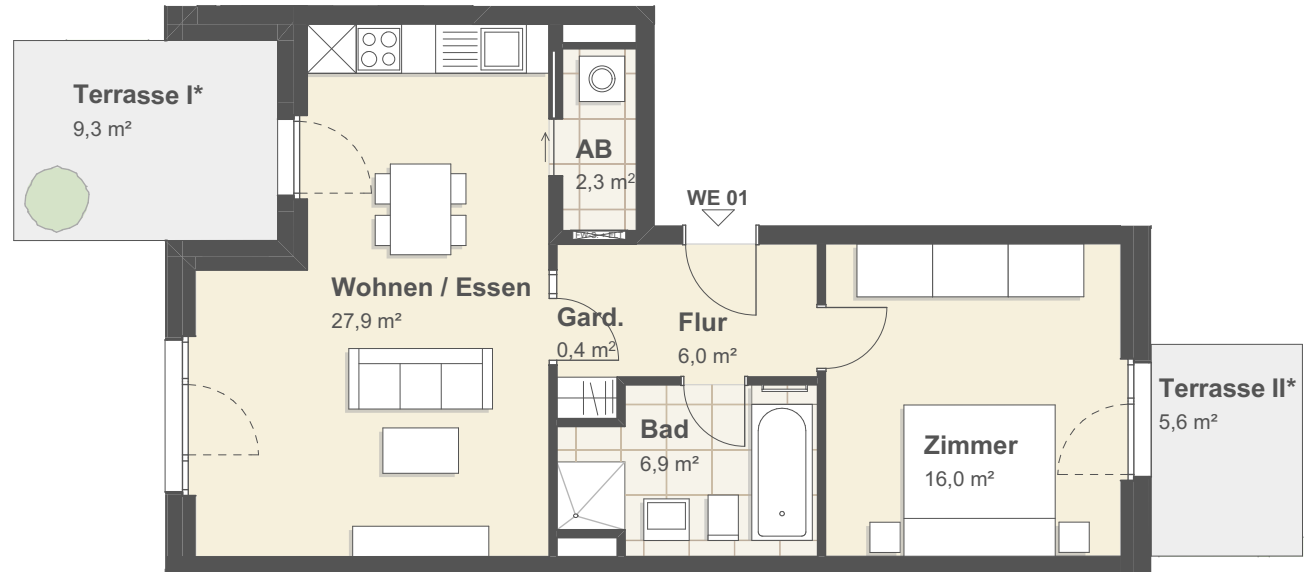 Terrasse I*
9,3 m²
AB
2,3 m²
WE 01
Wohnen / Essen
27,9 m²
Gard.
0,4 m²
Flur
6,0 m²
Terrasse II*
5,6 m²
Bad
6,9 m²
Zimmer
16,0 m²